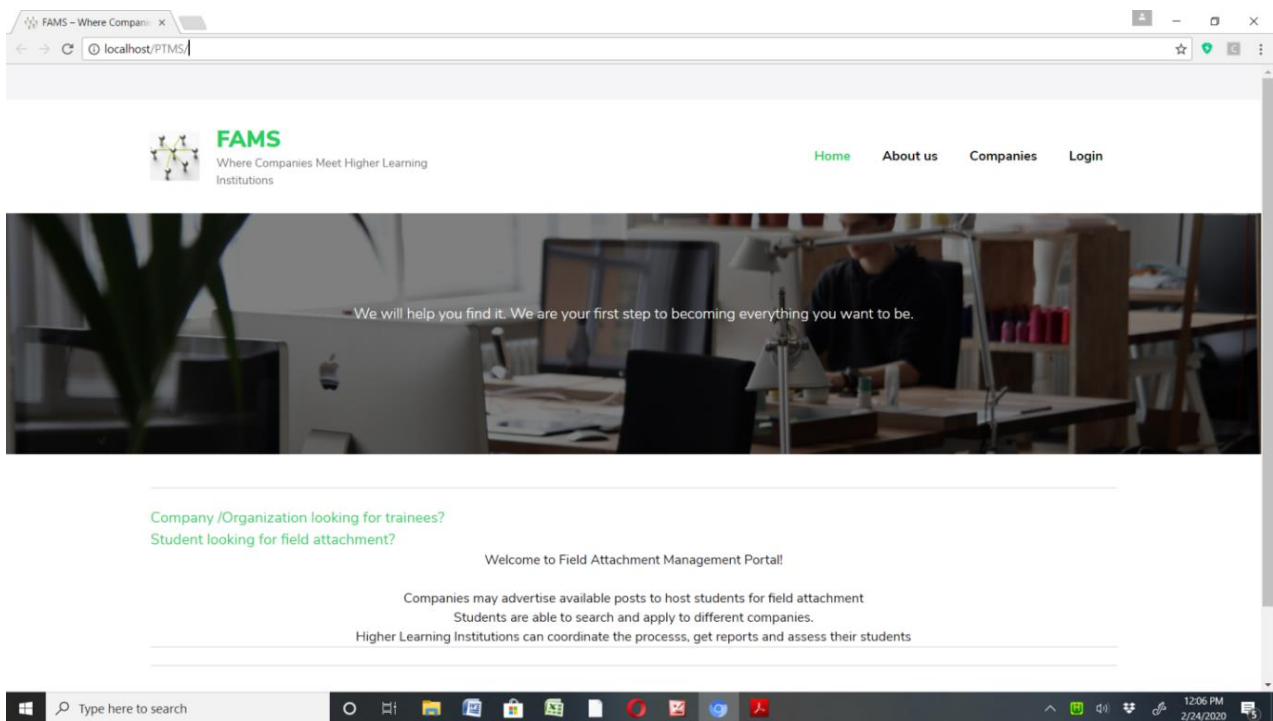 FAMS – Where Compani
localhost/PTMS/
FAMS
Where Companies Meet Higher Learning
Institutions
Home About us Companies Login
We will help you find it. We are your first step to becoming everything you want to be.
Company /Organization looking for trainees?
Student looking for field attachment?
Welcome to Field Attachment Management Portal!
Companies may advertise available posts to host students for field attachment
Students are able to search and apply to different companies.
Higher Learning Institutions can coordinate the processs, get reports and assess their students
Type here to search
12:06 PM
2/24/2020
5